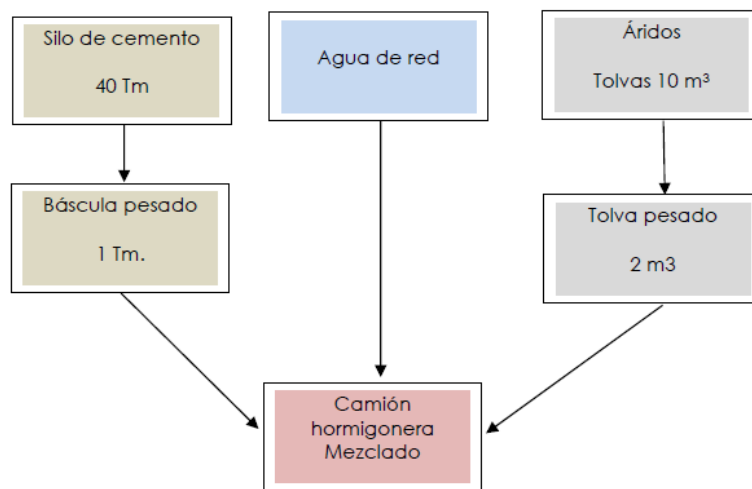 Silo de cemento
40 Tm
Agua de red
Áridos
Tolvas 10 m³
Báscula pesado
1 Tm.
Tolva pesado
2 m3
Camión
hormigonera
Mezclado